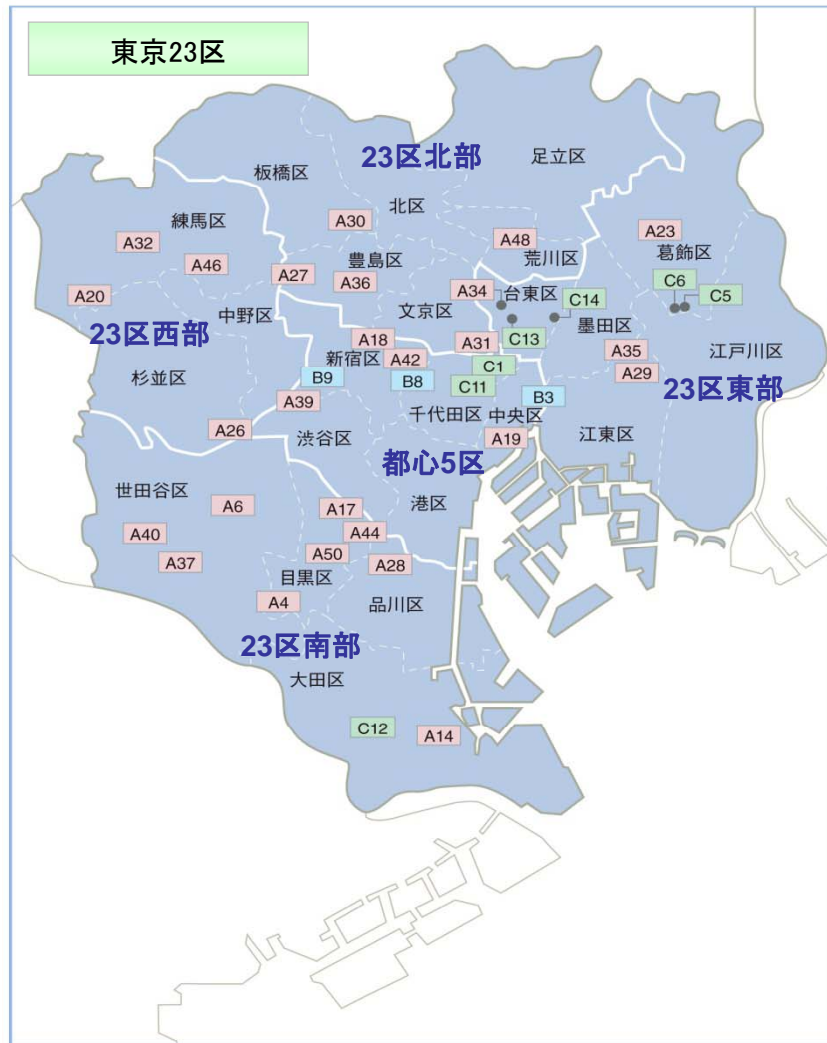 東京23区
23区北部
足立区
板橋区
北区
A30
練馬区
A32
A23
A48
荒川区
葛飾区
豊島区
A46
A27
A36
C6
A20
A34
台東区
C14
C5
文京区
中野区
墨田区
23区西部
A18
A31
C13
A35
江戸川区
新宿区
A42
C1
A29
杉並区
B9
B8
C11
23区東部
A39
千代田区
中央区
B3
A26
渋谷区
A19
江東区
都心5区
世田谷区
A6
A17
港区
A40
A44
A37
A50
A28
目黒区
A4
品川区
23区南部
大田区
C12
A14